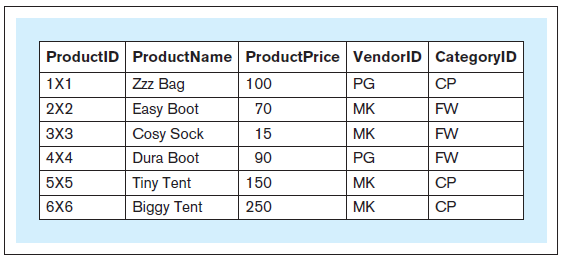 ProductID ProductName ProductPrice VendorID CategoryID
1X1 Zzz Bag 100 PG CP
2X2 Easy Boot 70 MK FW
3X3 Cosy Sock 15 MK FW
4X4 Dura Boot 90 PG FW
5X5 Tiny Tent 150 MK CP
6X6 Biggy Tent 250 MK CP